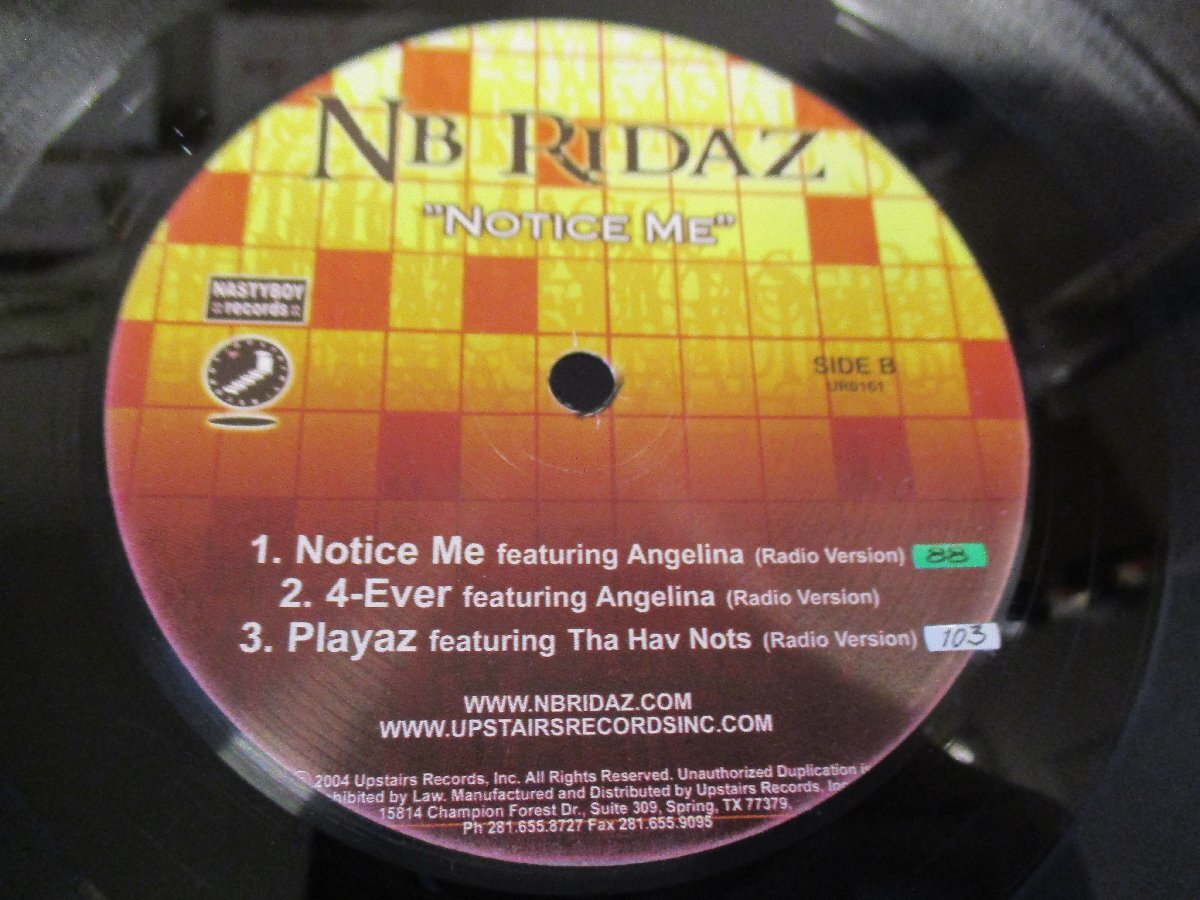 NB RIDAZ
"NOTICE ME"
NASTYBOY
records
SIDE B
UR0161
1. Notice Me featuring Angelina (Radio Version) 88
2. 4-Ever featuring Angelina (Radio Version)
3. Playaz featuring Tha Hav Nots (Radio Version) 103
WWW.NBRIDAZ.COM
WWW.UPSTAIRSRECORDSINC.COM
2004 Upstairs Records, Inc. All Rights Reserved. Unauthorized Duplication is
hibited by Law. Manufactured and Distributed by Upstairs Records, Inc
15814 Champion Forest Dr., Suite 309, Spring, TX 77379.
Ph 281.655.8727 Fax 281.655.9095